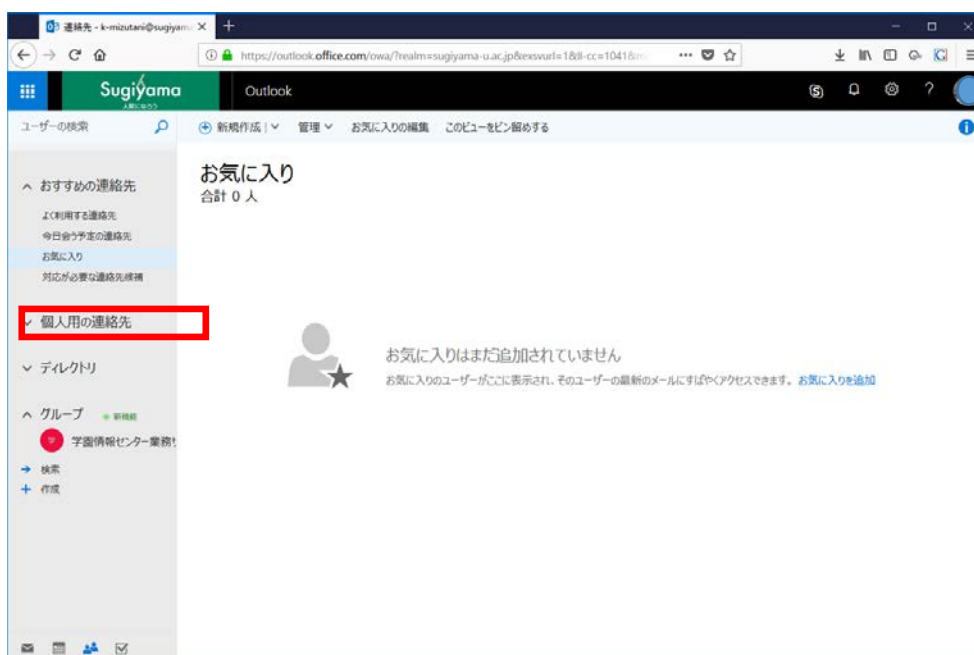 連絡先 - k-mizutani@sugiyam
https://outlook.office.com/owa/?realm=sugiyama-u.ac.jp&exsvurl=1&ll-cc=1041&m
Sugiyama
人間になろう
Outlook
ユーザーの検索
新規作成
管理
お気に入りの編集
このビューをピン留めする
おすすめの連絡先
よく利用する連絡先
今日会う予定の連絡先
お気に入り
対応が必要な連絡先候補
個人用の連絡先
ディレクトリ
グループ 新機能
学園情報センター業務
検索
作成
お気に入り
合計 0 人
お気に入りはまだ追加されていません
お気に入りのユーザーがここに表示され、そのユーザーの最新のメールにすばやくアクセスできます。 お気に入りを追加